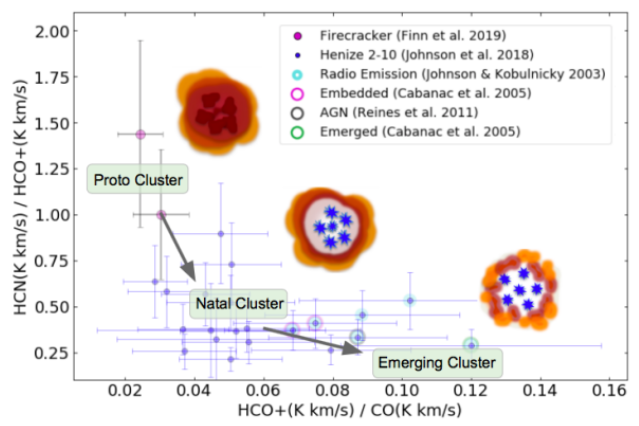 2.00
1.75
1.50
1.25
1.00
0.75
0.50
0.25
HCN(K km/s) / HCO+(K km/s)
Firecracker (Finn et al. 2019)
Henize 2-10 (Johnson et al. 2018)
Radio Emission (Johnson & Kobulnicky 2003)
Embedded (Cabanac et al. 2005)
AGN (Reines et al. 2011)
Emerged (Cabanac et al. 2005)
Proto Cluster
Natal Cluster
Emerging Cluster
0.02 0.04 0.06 0.08 0.10 0.12 0.14 0.16
HCO+(K km/s) / CO(K km/s)